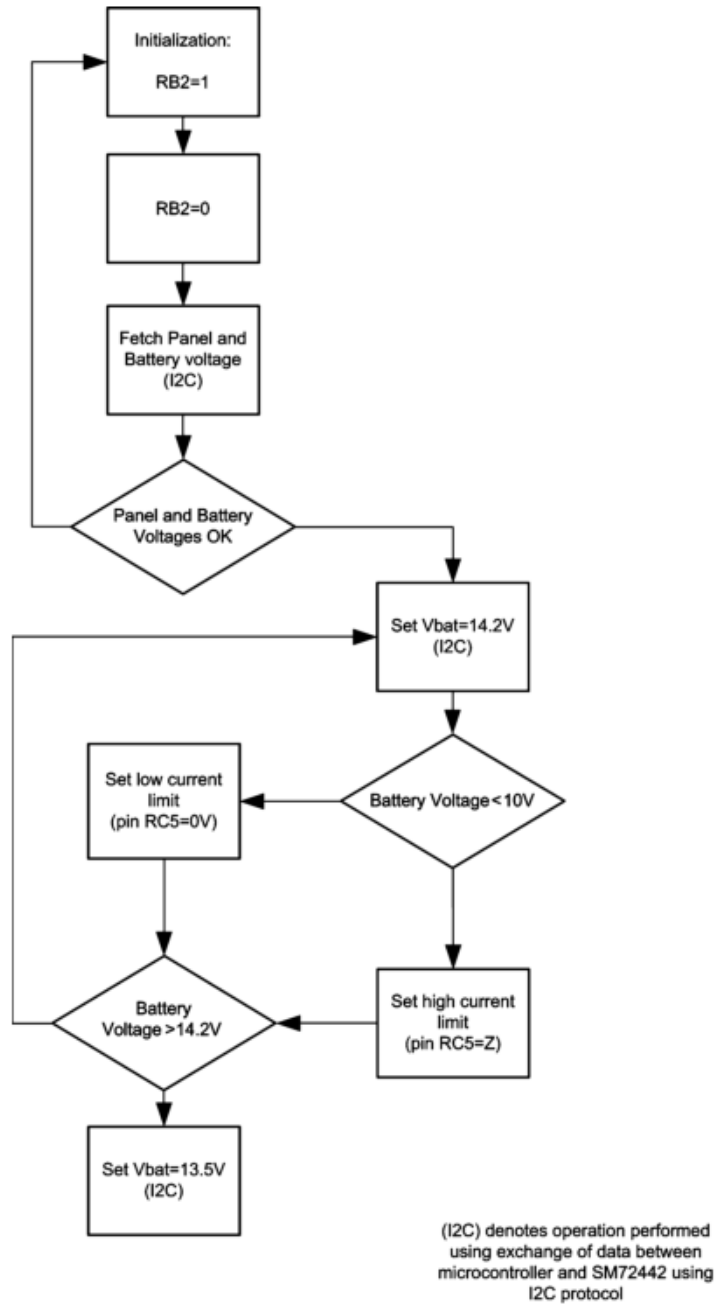 Initialization:
RB2=1
RB2=0
Fetch Panel and
Battery voltage
(I2C)
Panel and Battery
Voltages OK
Set Vbat=14.2V
(I2C)
Battery Voltage<10V
Set low current
limit
(pin RC5=0V)
Set high current
limit
(pin RC5=Z)
Battery
Voltage>14.2V
Set Vbat=13.5V
(I2C)
(I2C) denotes operation performed
using exchange of data between
microcontroller and SM72442 using
I2C protocol